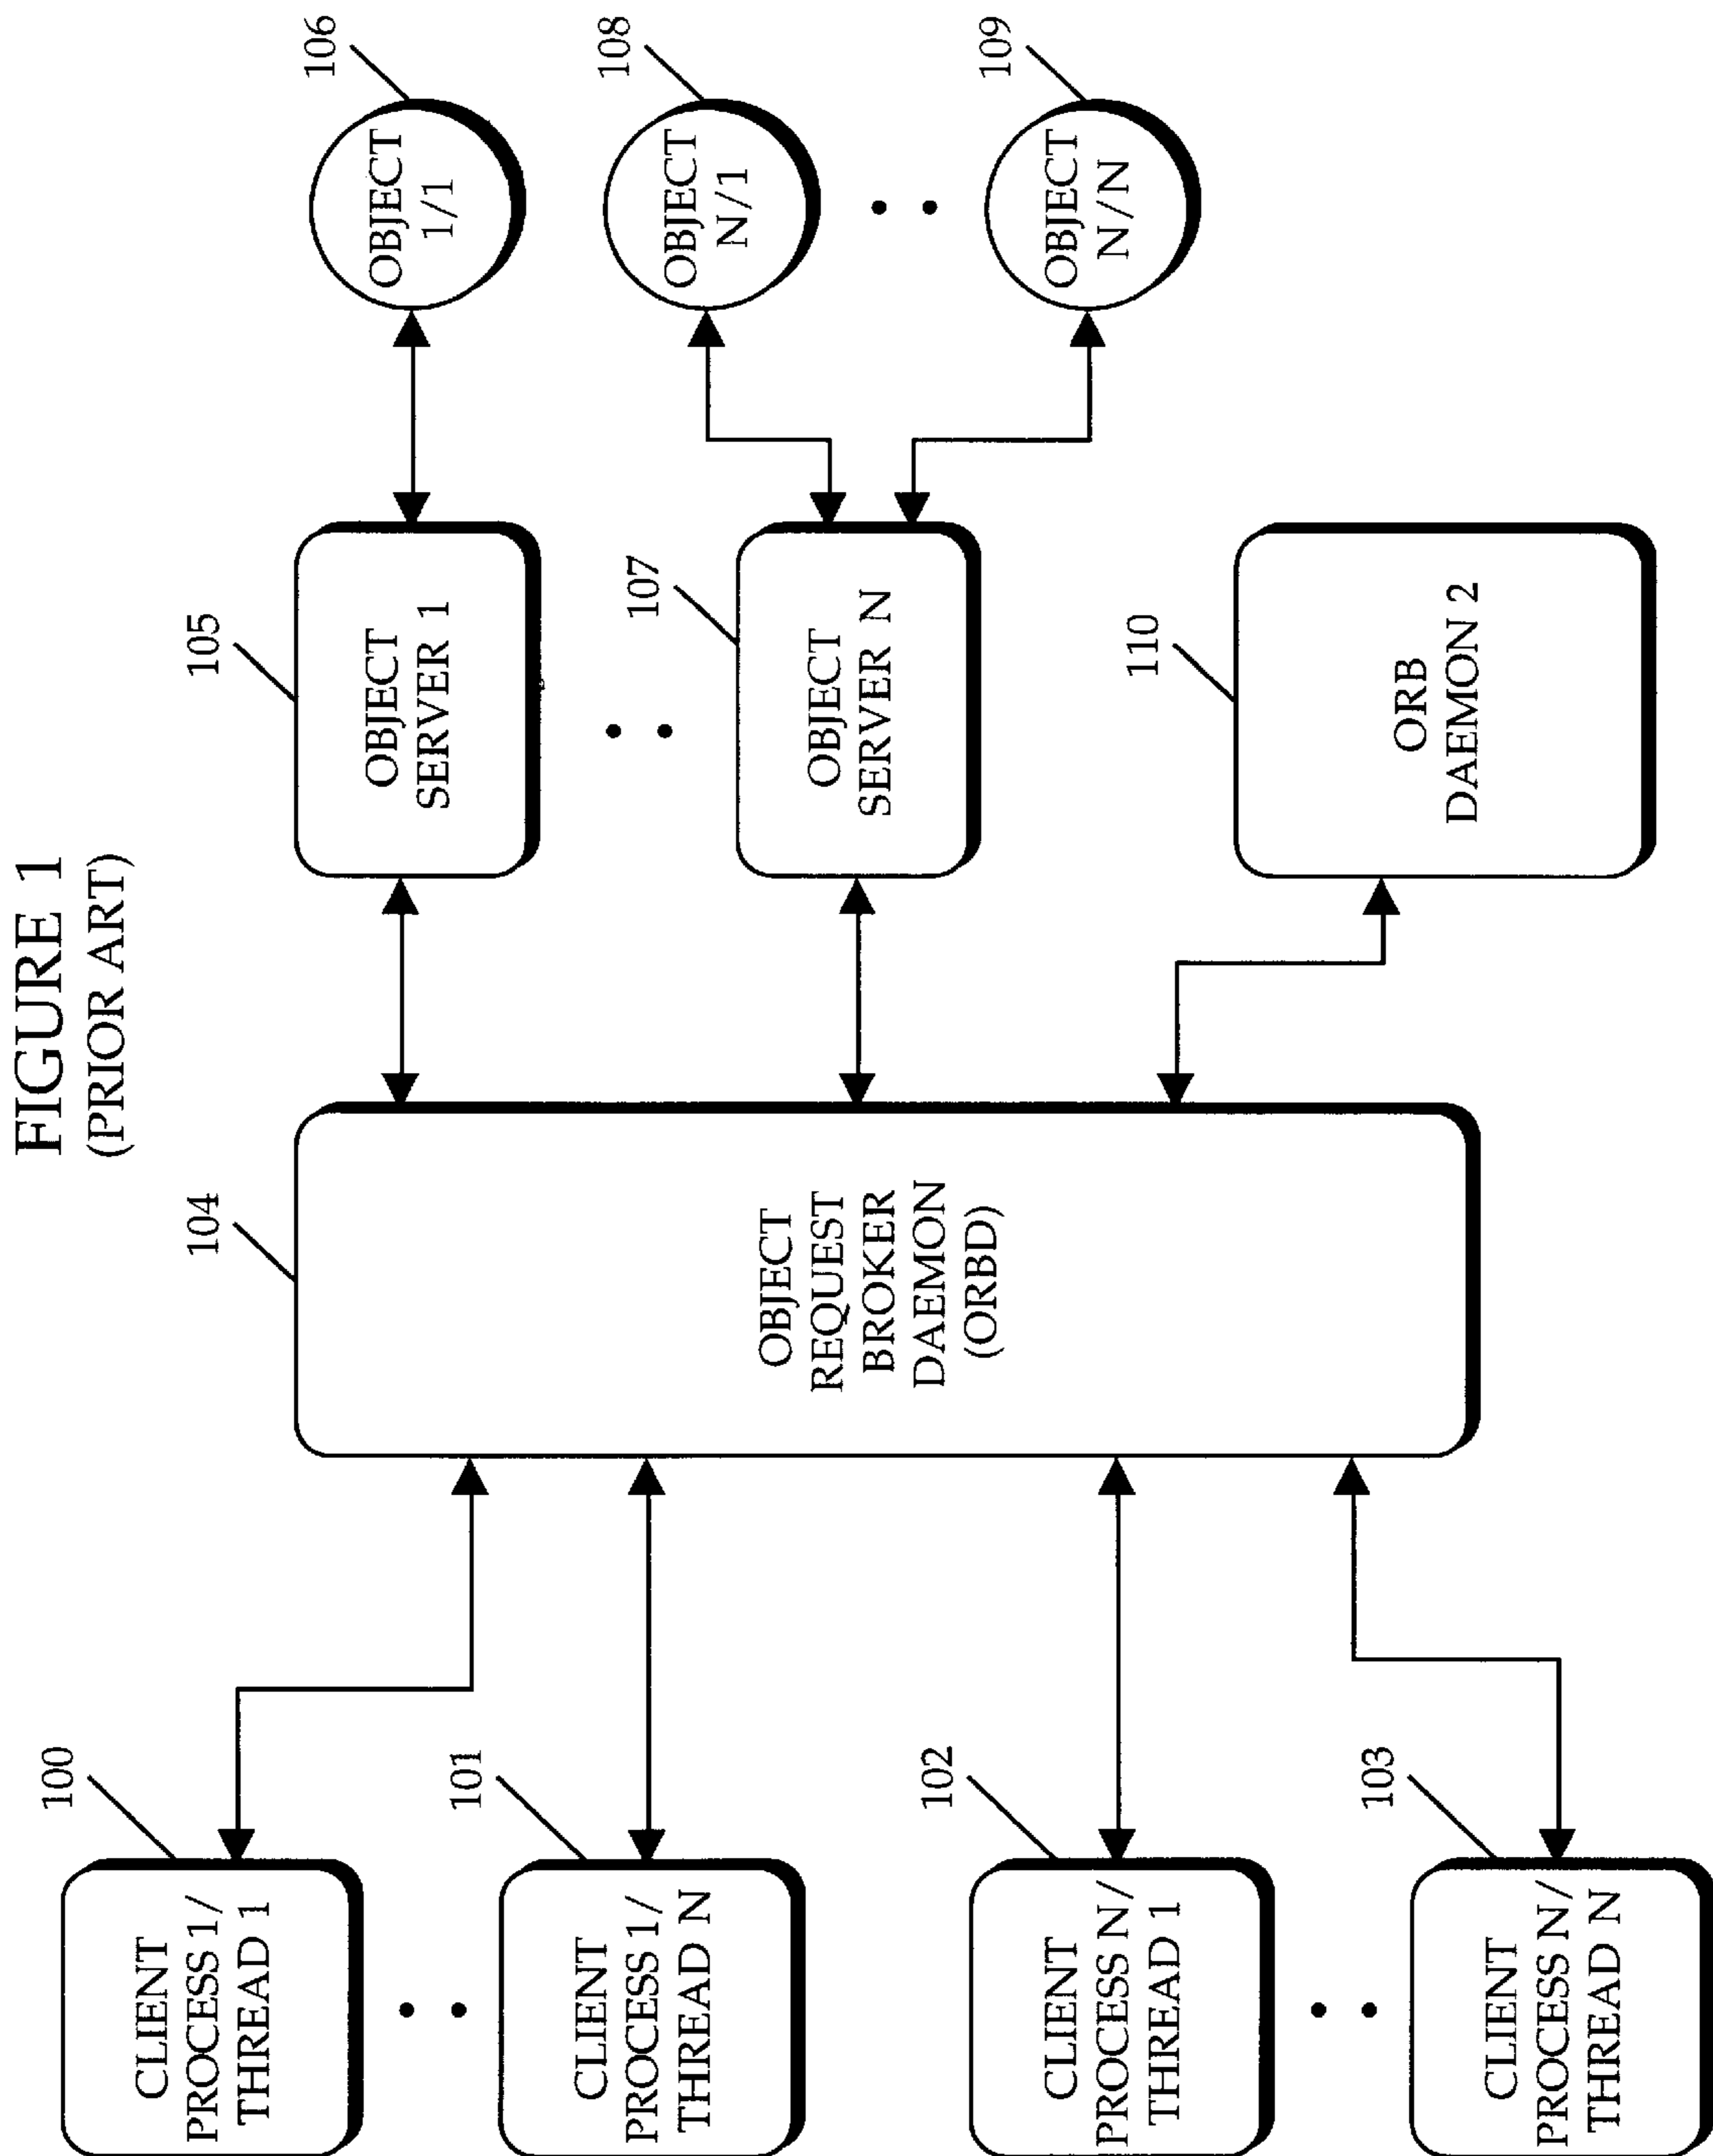 FIGURE 1
(PRIOR ART)
100
CLIENT
PROCESS 1/
THREAD 1
101
CLIENT
PROCESS 1/
THREAD N
102
CLIENT
PROCESS N/
THREAD 1
103
CLIENT
PROCESS N/
THREAD N
104
OBJECT
REQUEST
BROKER
DAEMON
(ORBD)
105
OBJECT
SERVER 1
107
OBJECT
SERVER N
110
ORB
DAEMON 2
106
OBJECT
1/1
108
OBJECT
N/1
109
OBJECT
N/N